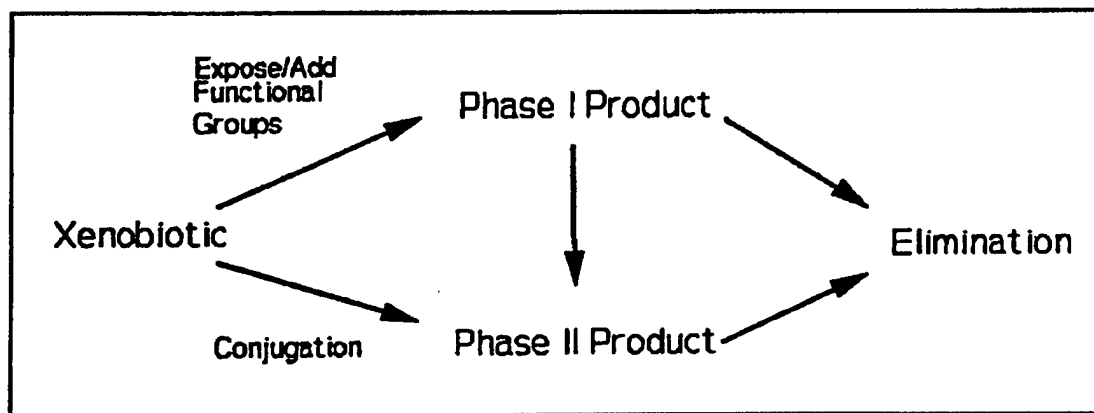 Expose/Add
Functional
Groups
Phase I Product
Xenobiotic
Elimination
Conjugation
Phase II Product